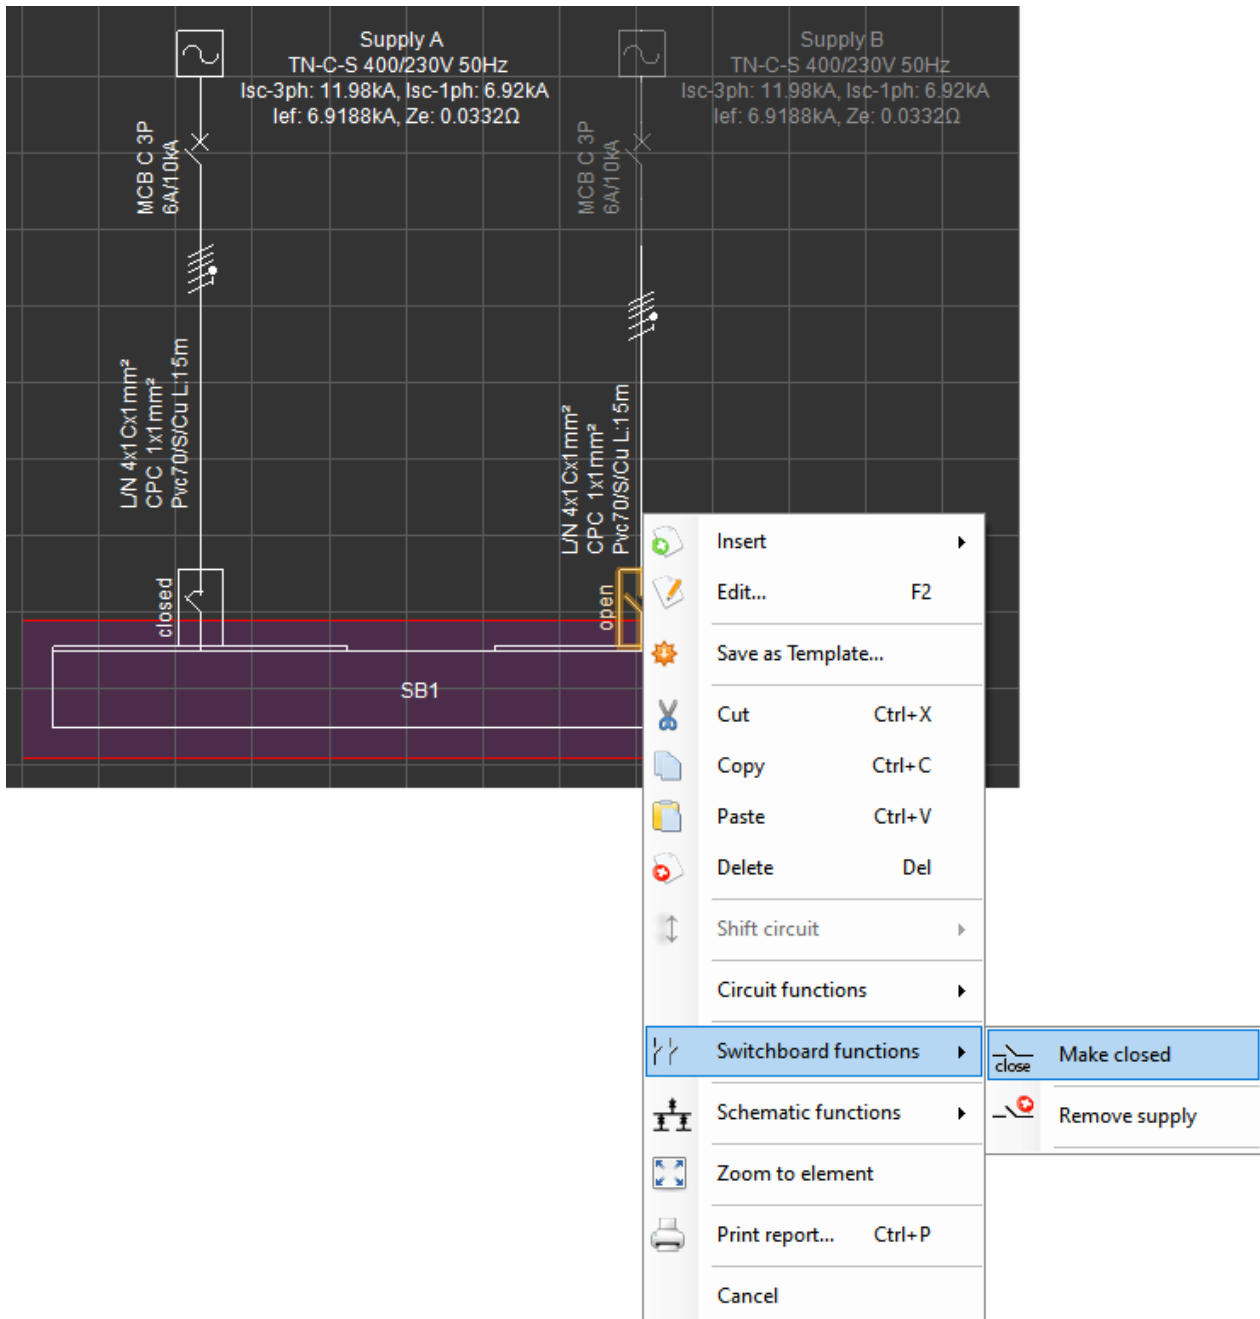 Supply A
TN-C-S 400/230V 50Hz
Isc-3ph: 11.98kA, Isc-1ph: 6.92kA
Ief: 6.9188kA, Ze: 0.0332Ω
MCB C 3P
6A/10kA
L/N 4x1Cx1mm²
CPC 1x1mm²
Pvc70/S/Cu L:15m
closed
Supply B
TN-C-S 400/230V 50Hz
Isc-3ph: 11.98kA, Isc-1ph: 6.92kA
Ief: 6.9188kA, Ze: 0.0332Ω
MCB C 3P
6A/10kA
L/N 4x1Cx1mm²
CPC 1x1mm²
Pvc70/S/Cu L:15m
open
SB1
Insert
Edit... F2
Save as Template...
Cut Ctrl+X
Copy Ctrl+C
Paste Ctrl+V
Delete Del
Shift circuit
Circuit functions
Switchboard functions
close Make closed
Remove supply
Schematic functions
Zoom to element
Print report... Ctrl+P
Cancel